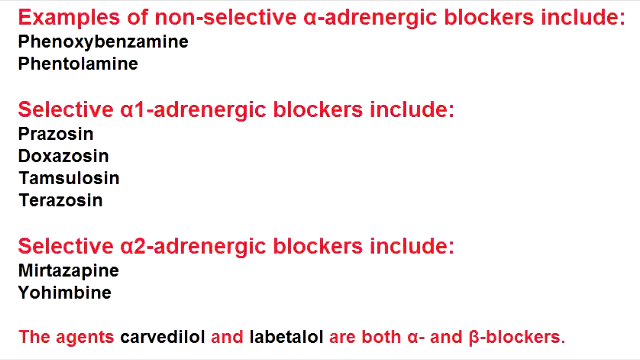 Examples of non-selective α-adrenergic blockers include:
Phenoxybenzamine
Phentolamine
Selective α1-adrenergic blockers include:
Prazosin
Doxazosin
Tamsulosin
Terazosin
Selective α2-adrenergic blockers include:
Mirtazapine
Yohimbine
The agents carvedilol and labetalol are both α- and β-blockers.